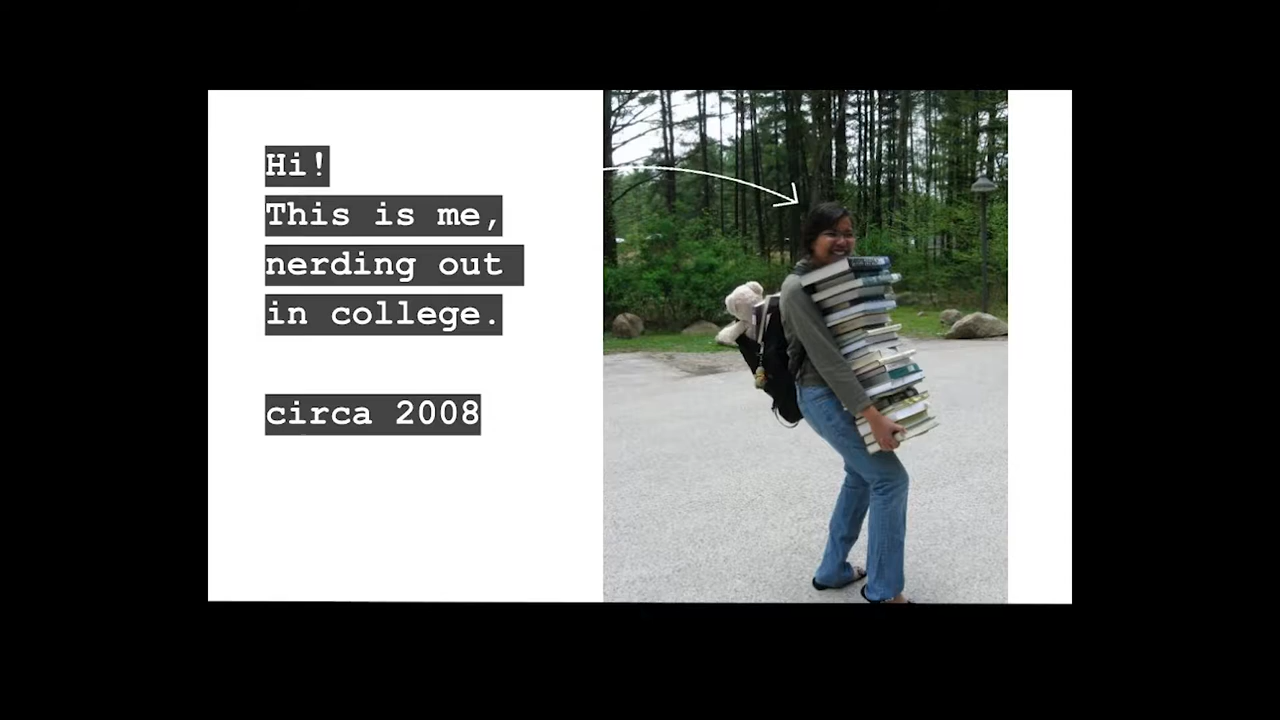 Hi!
This is me,
nerding out
in college.
circa 2008